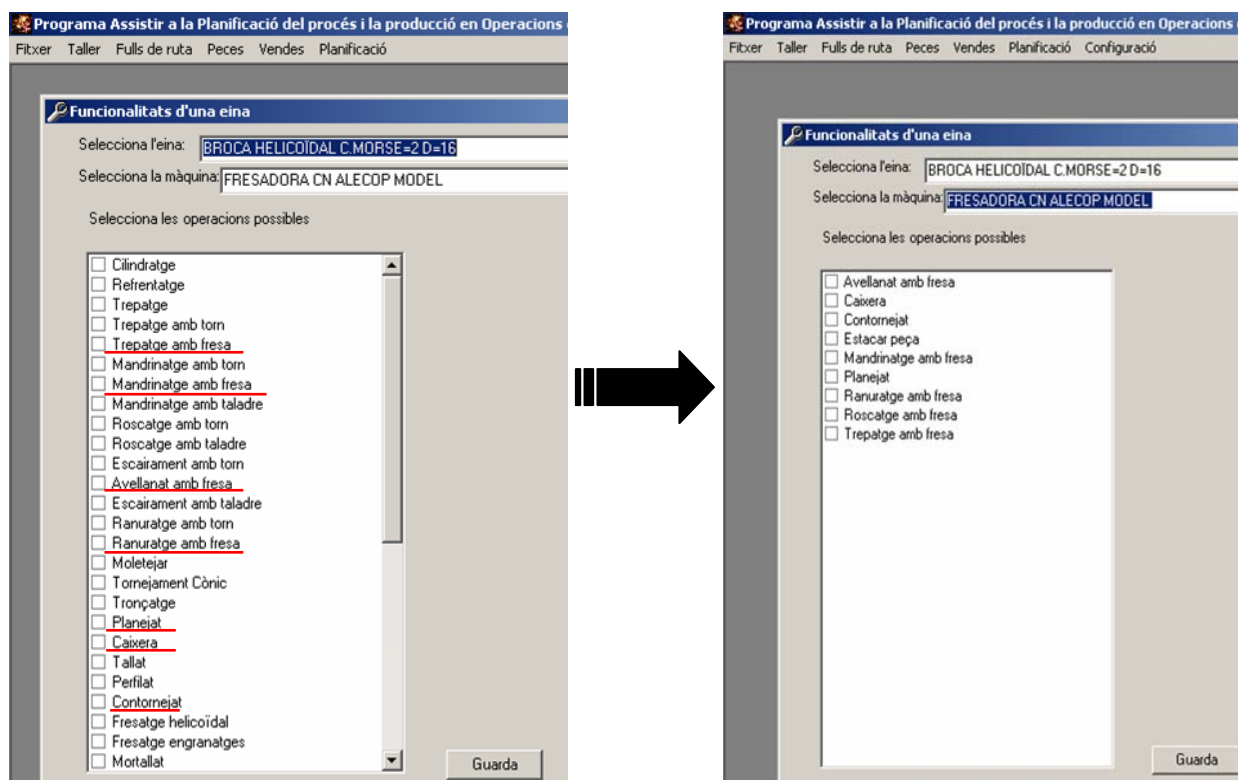 Programa Assistir a la Planificació del procés i la producció en Operacions
Fitxer Taller Fulls de ruta Peces Vendes Planificació
Funcionalitats d'una eina
Selecciona l'eina: BROCA HELICOÏDAL C.MORSE=2 D=16
Selecciona la màquina: FRESADORA CN ALECOP MODEL
Selecciona les operacions possibles
Cilindratge
Refrentatge
Trepatge
Trepatge amb torn
Trepatge amb fresa
Mandrinatge amb torn
Mandrinatge amb fresa
Mandrinatge amb taladre
Roscatge amb torn
Roscatge amb taladre
Escairament amb torn
Avellanat amb fresa
Escairament amb taladre
Ranuratge amb torn
Ranuratge amb fresa
Moletejar
Tornejament Cònic
Tronçatge
Planejat
Caixera
Tallat
Perfilat
Contornejat
Fresatge helicoïdal
Fresatge engranatges
Mortallat
Guarda
Programa Assistir a la Planificació del procés i la producció en Operacions
Fitxer Taller Fulls de ruta Peces Vendes Planificació Configuració
Funcionalitats d'una eina
Selecciona l'eina: BROCA HELICOÏDAL C.MORSE=2 D=16
Selecciona la màquina: FRESADORA CN ALECOP MODEL
Selecciona les operacions possibles
Avellanat amb fresa
Caixera
Contornejat
Estacar peça
Mandrinatge amb fresa
Planejat
Ranuratge amb fresa
Roscatge amb fresa
Trepatge amb fresa
Guarda